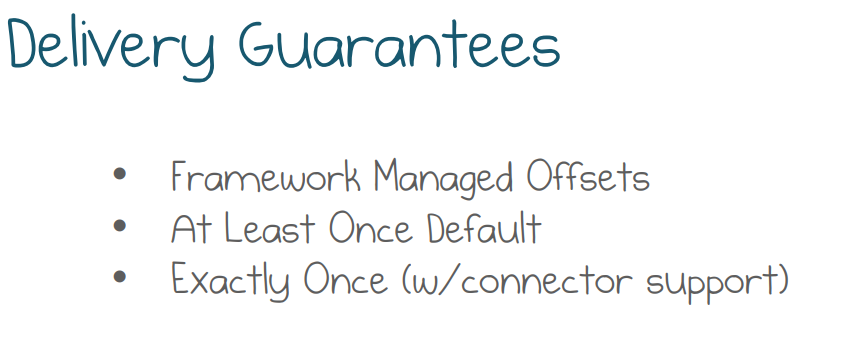 Delivery Guarantees
• Framework Managed Offsets
• At Least Once Default
• Exactly Once (w/connector support)